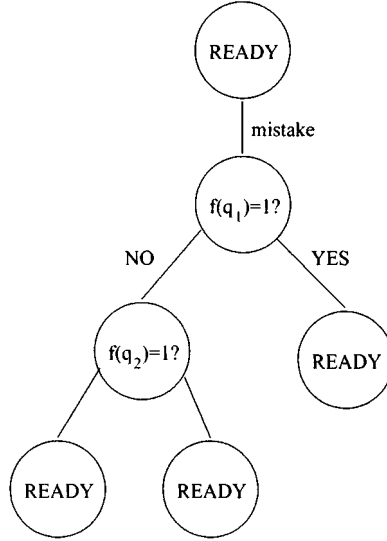 READY
mistake
f(q₁)=1?
NO
YES
f(q₂)=1?
READY
READY
READY